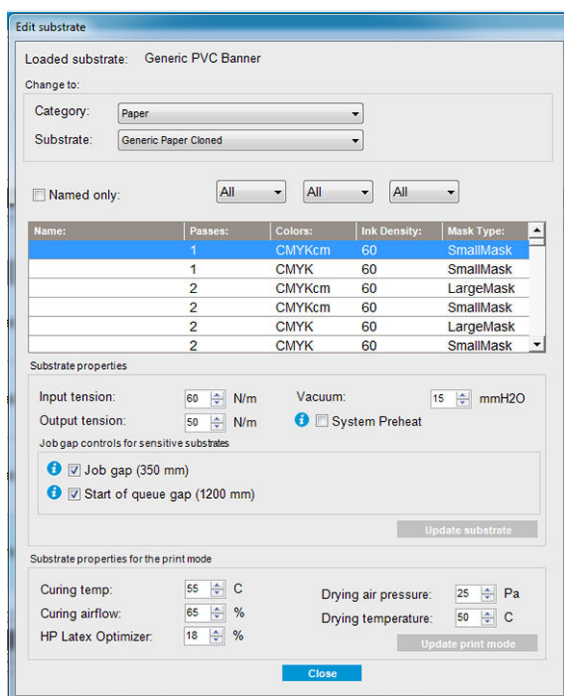 Edit substrate
Loaded substrate: Generic PVC Banner
Change to:
Category: Paper
Substrate: Generic Paper Cloned
Named only: All All All
Name: Passes: Colors: Ink Density: Mask Type:
1 CMYKcm 60 SmallMask
1 CMYK 60 SmallMask
2 CMYKcm 60 LargeMask
2 CMYKcm 60 SmallMask
2 CMYK 60 LargeMask
2 CMYK 60 SmallMask
Substrate properties
Input tension: 60 N/m Vacuum: 15 mmH2O
Output tension: 50 N/m System Preheat
Job gap controls for sensitive substrates
Job gap (350 mm)
Start of queue gap (1200 mm)
Update substrate
Substrate properties for the print mode
Curing temp: 55 C Drying air pressure: 25 Pa
Curing airflow: 65 % Drying temperature: 50 C
HP Latex Optimizer: 18 % Update print mode
Close